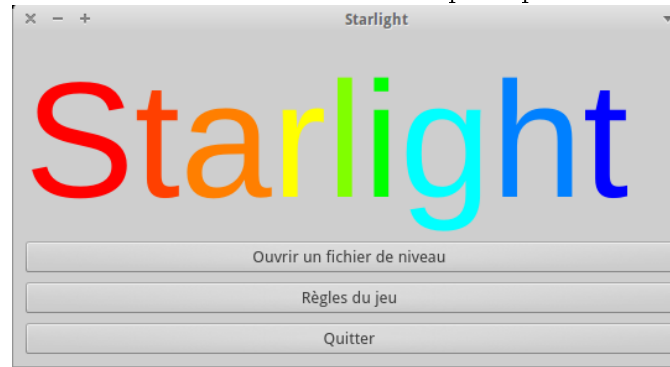 Starlight
Starlight
Ouvrir un fichier de niveau
Règles du jeu
Quitter